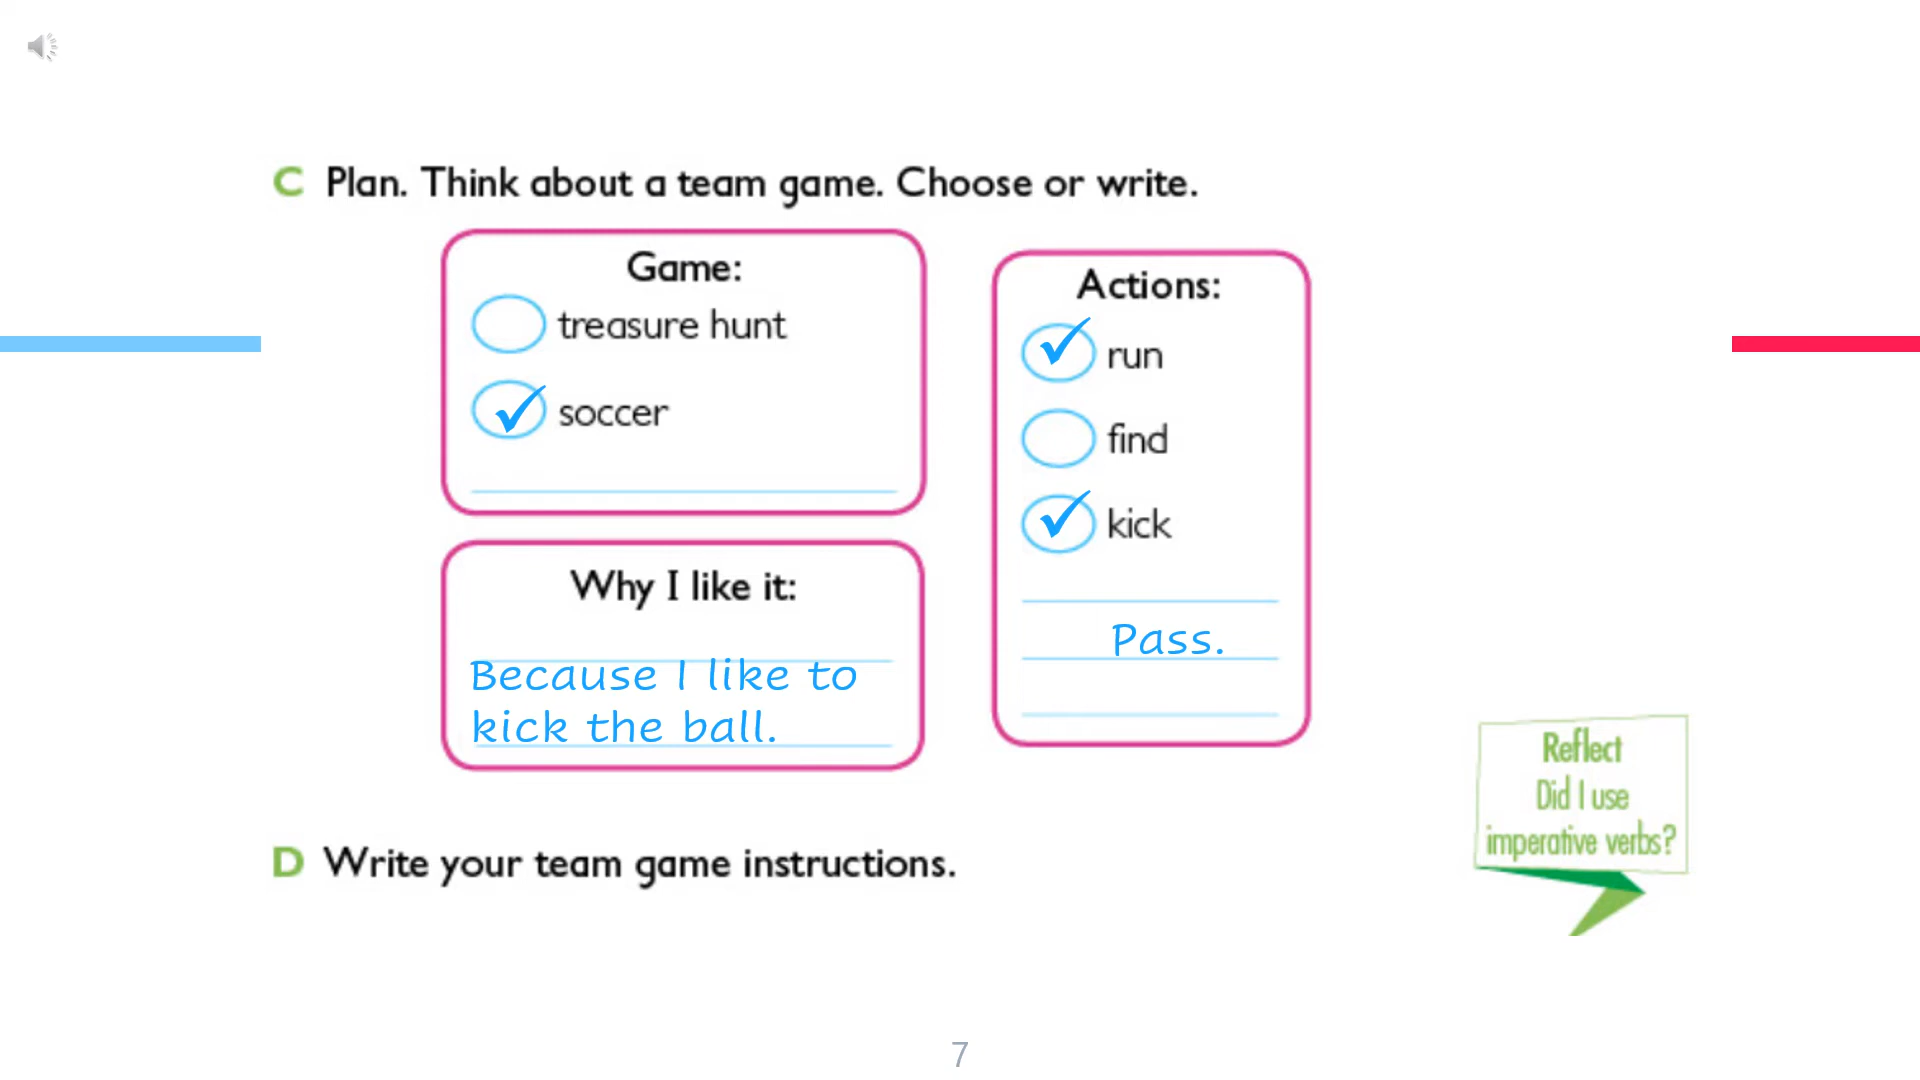 C Plan. Think about a team game. Choose or write.
Game:
treasure hunt
soccer
Why I like it:
Because I like to
kick the ball.
Actions:
run
find
kick
Pass.
Reflect
Did I use
imperative verbs?
D Write your team game instructions.
7